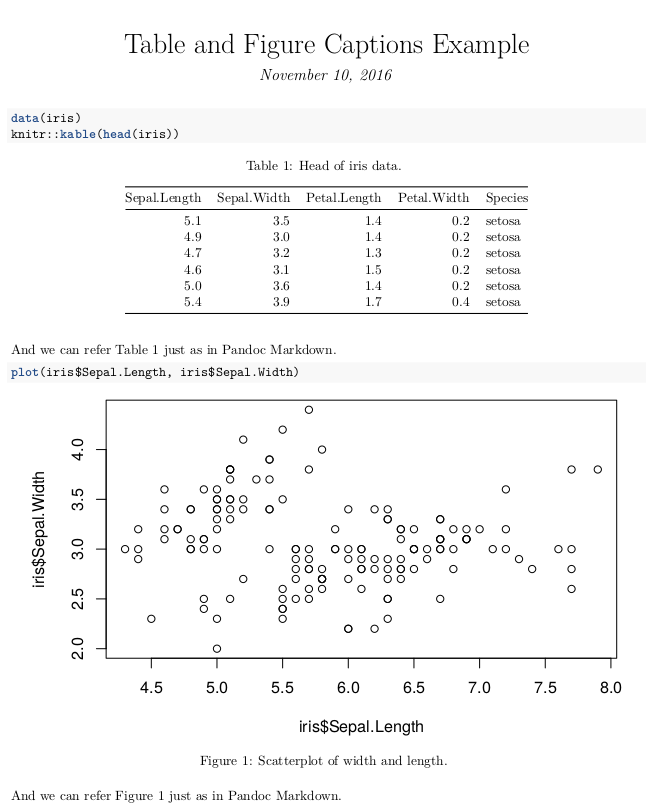 Table and Figure Captions Example
November 10, 2016
data(iris)
knitr::kable(head(iris))
Table 1: Head of iris data.
Sepal.Length Sepal.Width Petal.Length Petal.Width Species
5.1 3.5 1.4 0.2 setosa
4.9 3.0 1.4 0.2 setosa
4.7 3.2 1.3 0.2 setosa
4.6 3.1 1.5 0.2 setosa
5.0 3.6 1.4 0.2 setosa
5.4 3.9 1.7 0.4 setosa
And we can refer Table 1 just as in Pandoc Markdown.
plot(iris$Sepal.Length, iris$Sepal.Width)
iris$Sepal.Width
4.0
3.5
3.0
2.5
2.0
4.5 5.0 5.5 6.0 6.5 7.0 7.5 8.0
iris$Sepal.Length
Figure 1: Scatterplot of width and length.
And we can refer Figure 1 just as in Pandoc Markdown.